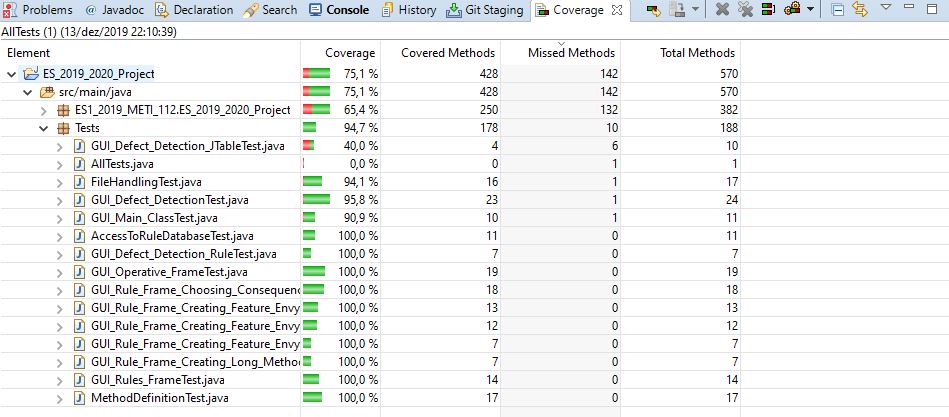 Problems @ Javadoc Declaration Search Console History Git Staging Coverage
AllTests (1) (13/dez/2019 22:10:39)
Element Coverage Covered Methods Missed Methods Total Methods
ES_2019_2020_Project 75,1 % 428 142 570
src/main/java 75,1 % 428 142 570
ES1_2019_METI_112.ES_2019_2020_Project 65,4 % 250 132 382
Tests 94,7 % 178 10 188
GUI_Defect_Detection_JTableTest.java 40,0 % 4 6 10
AllTests.java 0,0 % 0 1 1
FileHandlingTest.java 94,1 % 16 1 17
GUI_Defect_DetectionTest.java 95,8 % 23 1 24
GUI_Main_ClassTest.java 90,9 % 10 1 11
AccessToRuleDatabaseTest.java 100,0 % 11 0 11
GUI_Defect_Detection_RuleTest.java 100,0 % 7 0 7
GUI_Operative_FrameTest.java 100,0 % 19 0 19
GUI_Rule_Frame_Choosing_Consequenc 100,0 % 18 0 18
GUI_Rule_Frame_Creating_Feature_Envy 100,0 % 13 0 13
GUI_Rule_Frame_Creating_Feature_Envy 100,0 % 12 0 12
GUI_Rule_Frame_Creating_Feature_Envy 100,0 % 7 0 7
GUI_Rule_Frame_Creating_Long_Metho 100,0 % 7 0 7
GUI_Rules_FrameTest.java 100,0 % 14 0 14
MethodDefinitionTest.java 100,0 % 17 0 17